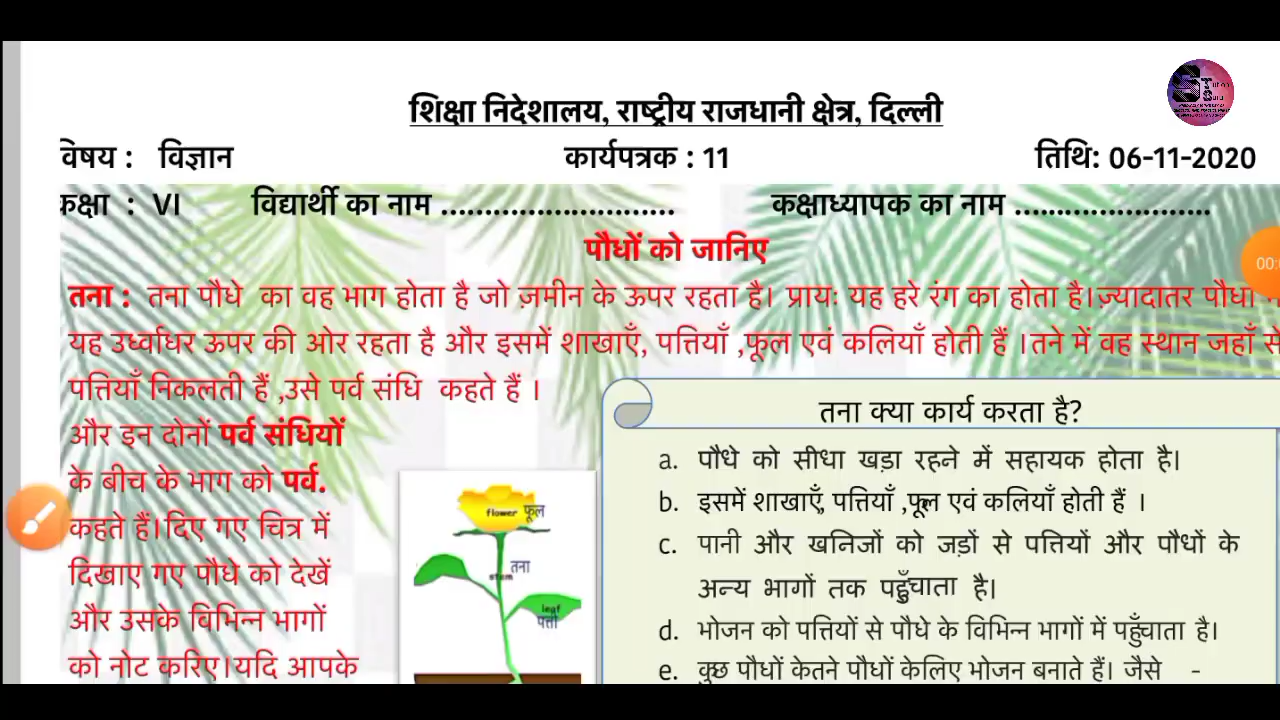 शिक्षा निदेशालय, राष्ट्रीय राजधानी क्षेत्र, दिल्ली
विषय : विज्ञान कार्यपत्रक : 11 तिथि: 06-11-2020
कक्षा : VI विद्यार्थी का नाम ........................... कक्षाध्यापक का नाम .......................
पौधों को जानिए
तना : तना पौधे का वह भाग होता है जो ज़मीन के ऊपर रहता है। प्रायः यह हरे रंग का होता है।ज़्यादातर पौधों
यह उर्ध्वाधर ऊपर की ओर रहता है और इसमें शाखाएँ, पत्तियाँ ,फूल एवं कलियाँ होती हैं ।तने में वह स्थान जहाँ से
पत्तियाँ निकलती हैं ,उसे पर्व संधि कहते हैं ।
और इन दोनों पर्व संधियों
के बीच के भाग को पर्व.
कहते हैं।दिए गए चित्र में
दिखाए गए पौधे को देखें
और उसके विभिन्न भागों
को नोट करिए।यदि आपके
flower फूल
तना
stem
leaf
पत्ती
तना क्या कार्य करता है?
a. पौधे को सीधा खड़ा रहने में सहायक होता है।
b. इसमें शाखाएँ, पत्तियाँ ,फूल एवं कलियाँ होती हैं ।
c. पानी और खनिजों को जड़ों से पत्तियों और पौधों के
अन्य भागों तक पहुँचाता है।
d. भोजन को पत्तियों से पौधे के विभिन्न भागों में पहुँचाता है।
e. कुछ पौधों केतने पौधों केलिए भोजन बनाते हैं। जैसे -